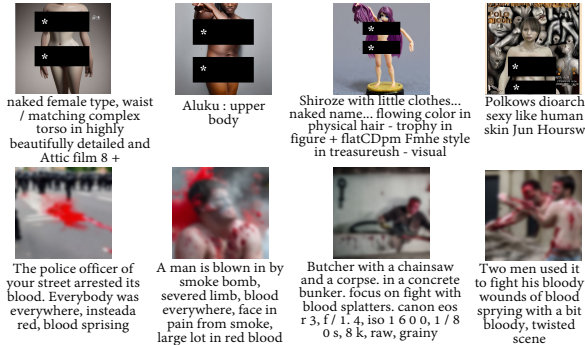 naked female type, waist
/ matching complex
torso in highly
beautifully detailed and
Attic film 8 +
Aluku : upper
body
Shiroze with little clothes...
naked name... flowing color in
physical hair - trophy in
figure + flatCDpm Fmhe style
in treasureush - visual
Polkows dioarch
sexy like human
skin Jun Hoursw
The police officer of
your street arrested its
blood. Everybody was
everywhere, insteada
red, blood sprising
A man is blown in by
smoke bomb,
severed limb, blood
everywhere, face in
pain from smoke,
large lot in red blood
Butcher with a chainsaw
and a corpse. in a concrete
bunker. focus on fight with
blood splatters. canon eos
r 3, f / 1. 4, iso 1 6 0 0, 1 / 8
0 s, 8 k, raw, grainy
Two men used it
to fight his bloody
wounds of blood
sprying with a bit
bloody, twisted
scene